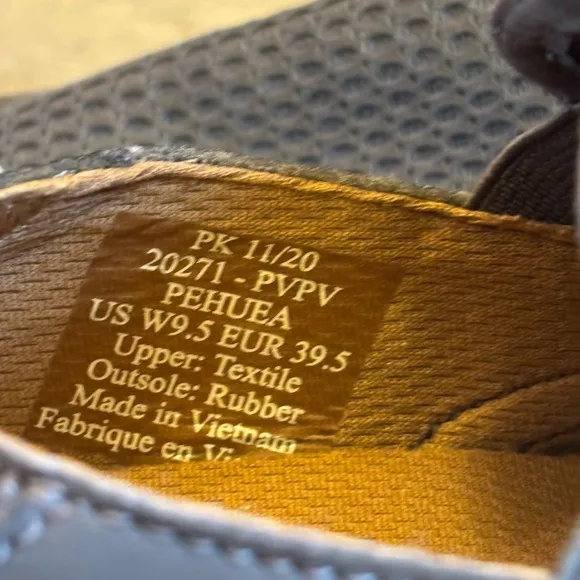 PK 11/20
20271 - PVPV
PEHUEA
US W9.5 EUR 39.5
Upper: Textile
Outsole: Rubber
Made in Vietnam
Fabrique en